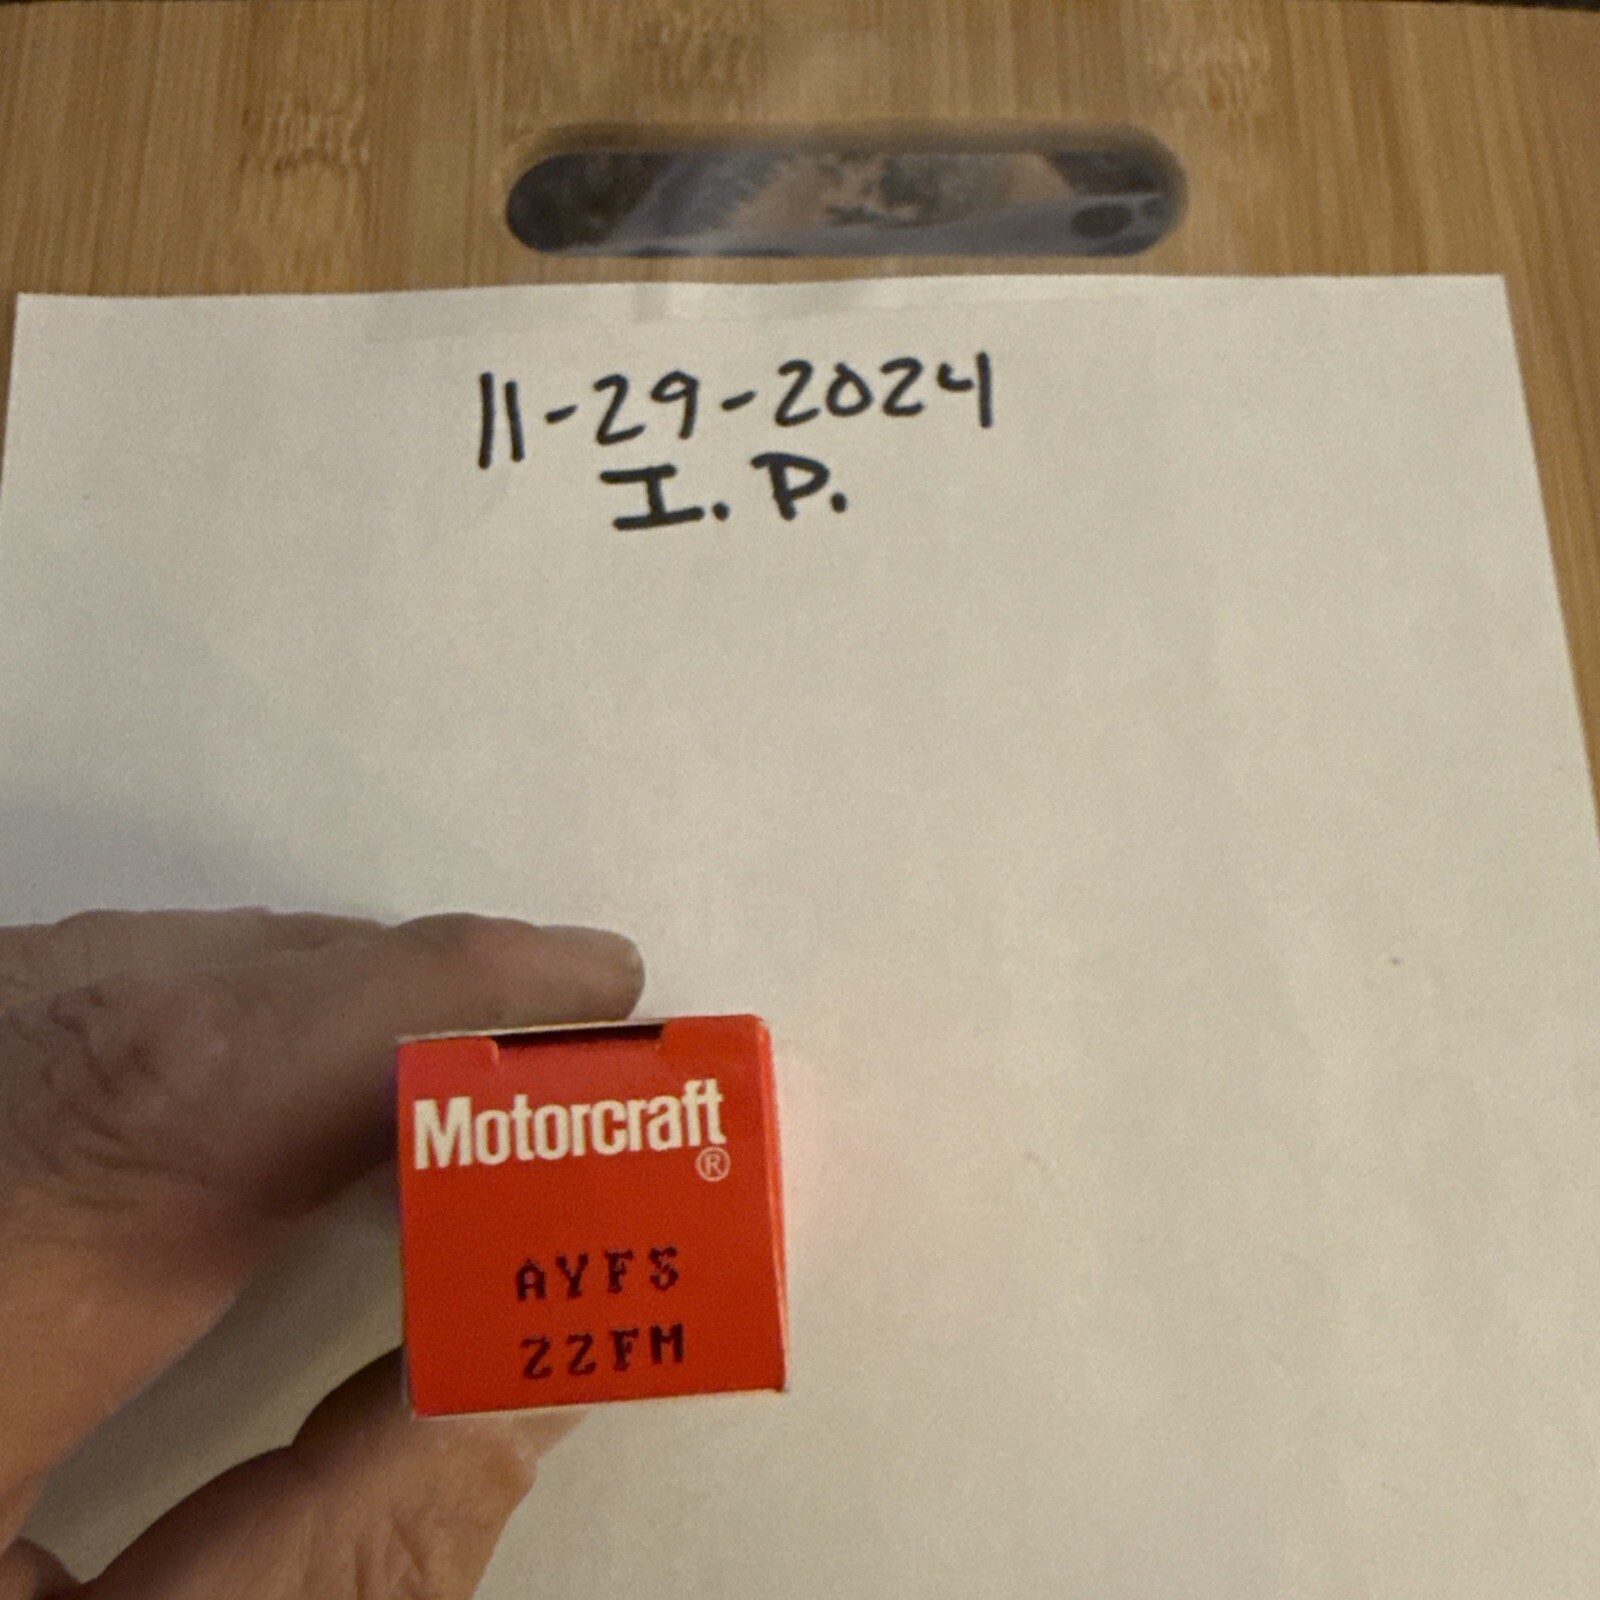 11-29-2024
I. P.
Motorcraft®
AYFS
22FM